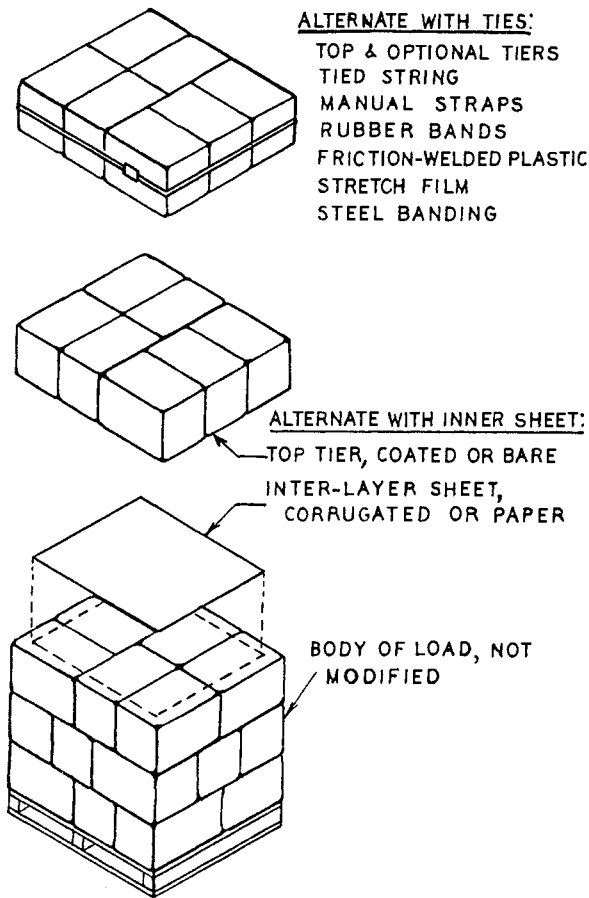 ALTERNATE WITH TIES:
TOP & OPTIONAL TIERS
TIED STRING
MANUAL STRAPS
RUBBER BANDS
FRICTION-WELDED PLASTIC
STRETCH FILM
STEEL BANDING
ALTERNATE WITH INNER SHEET:
TOP TIER, COATED OR BARE
INTER-LAYER SHEET,
CORRUGATED OR PAPER
BODY OF LOAD, NOT
MODIFIED